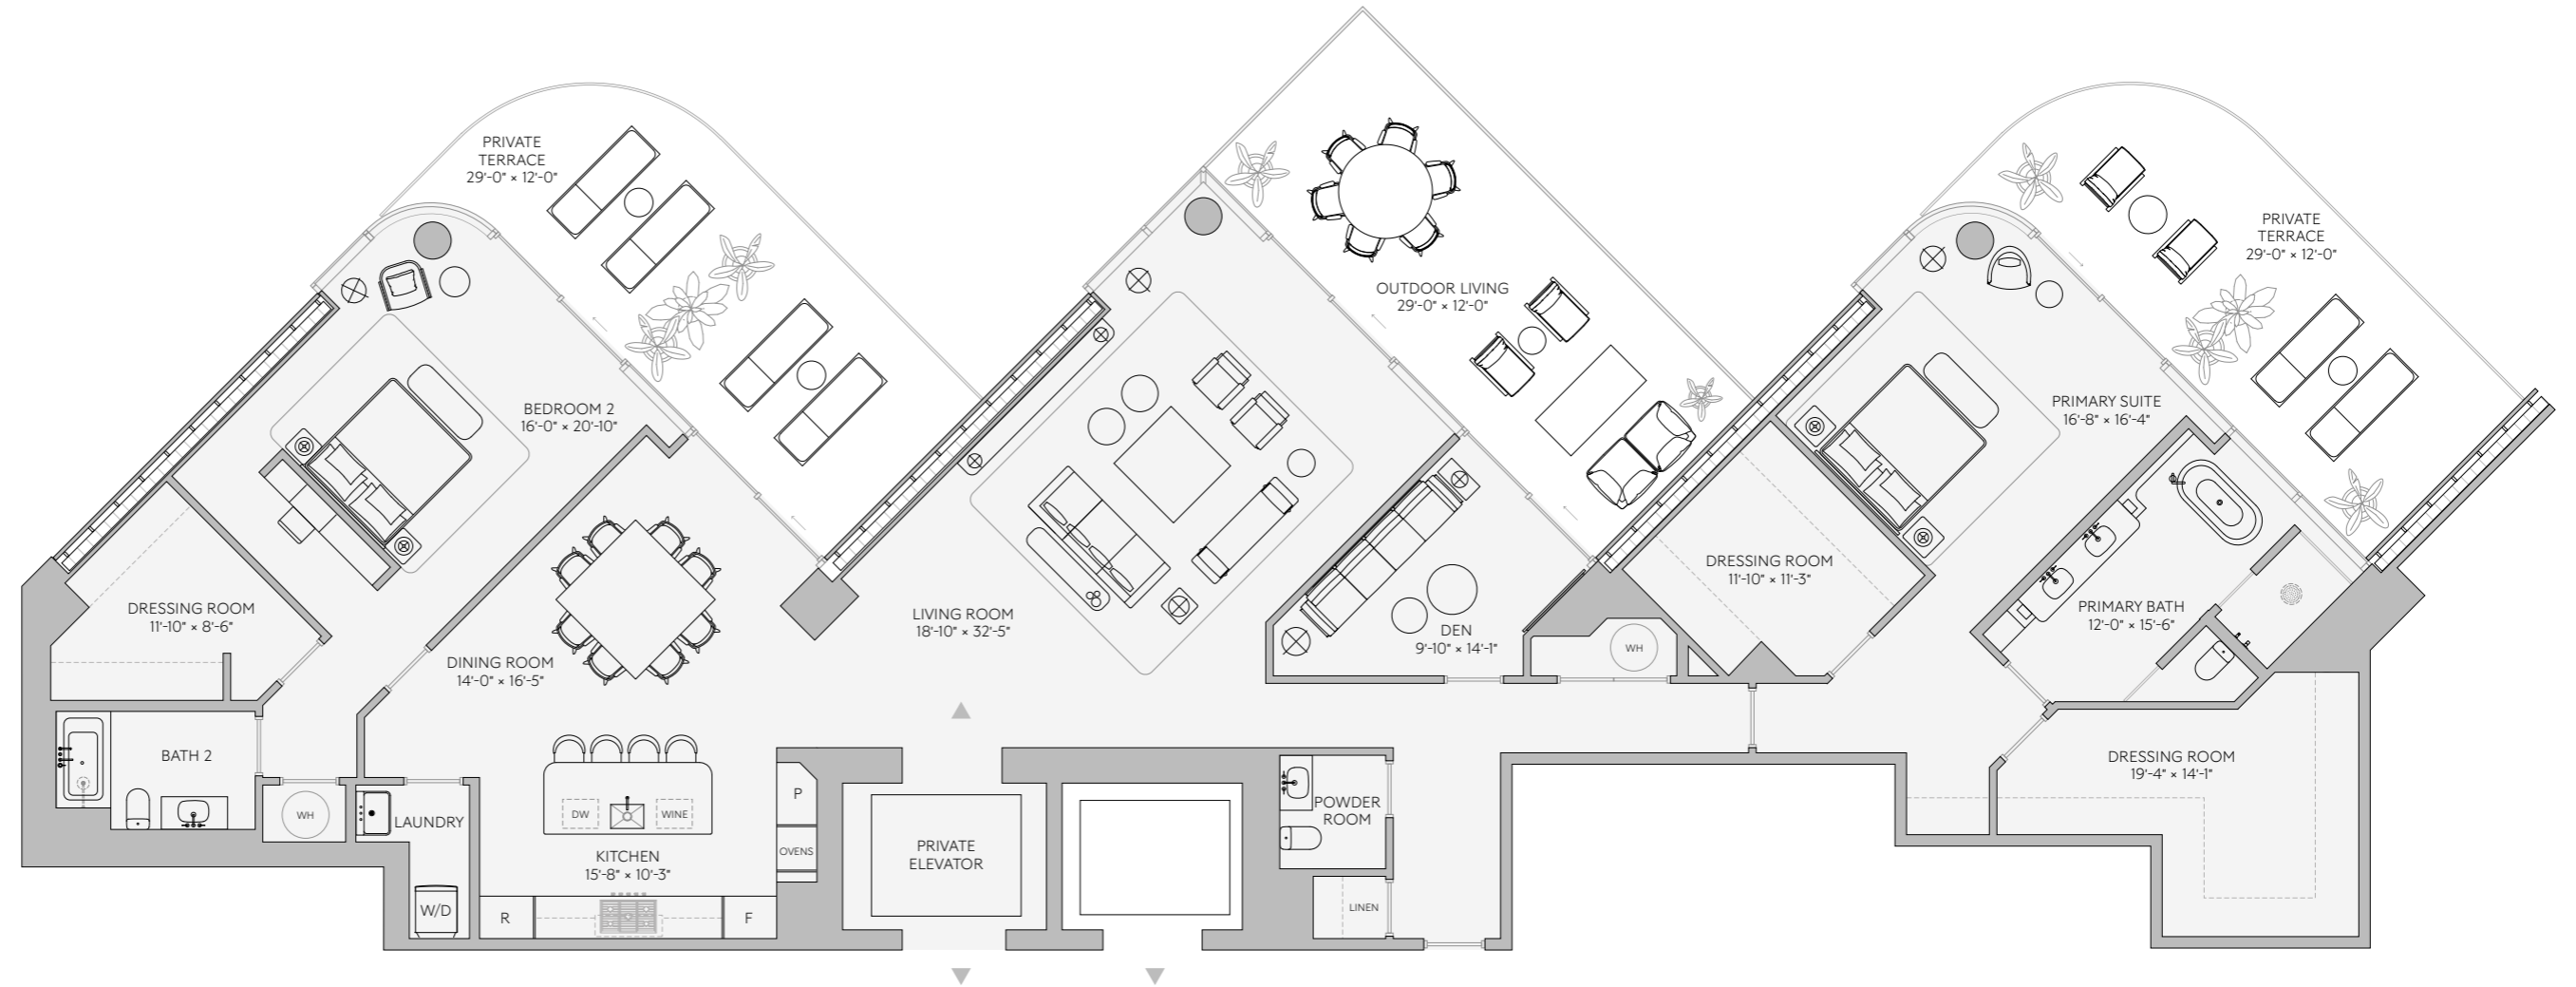 PRIVATE
TERRACE
29'-0" × 12'-0"
OUTDOOR LIVING
29'-0" × 12'-0"
PRIVATE
TERRACE
29'-0" × 12'-0"
BEDROOM 2
16'-0" × 20'-10"
PRIMARY SUITE
16'-8" × 16'-4"
DRESSING ROOM
11'-10" × 8'-6"
DINING ROOM
14'-0" × 16'-5"
LIVING ROOM
18'-10" × 32'-5"
DEN
9'-10" × 14'-1"
WH
DRESSING ROOM
11'-10" × 11'-3"
PRIMARY BATH
12'-0" × 15'-6"
BATH 2
WH
LAUNDRY
W/D
DW
WINE
KITCHEN
15'-8" × 10'-3"
R
F
P
OVENS
PRIVATE
ELEVATOR
POWDER
ROOM
LINEN
DRESSING ROOM
19'-4" × 14'-1"